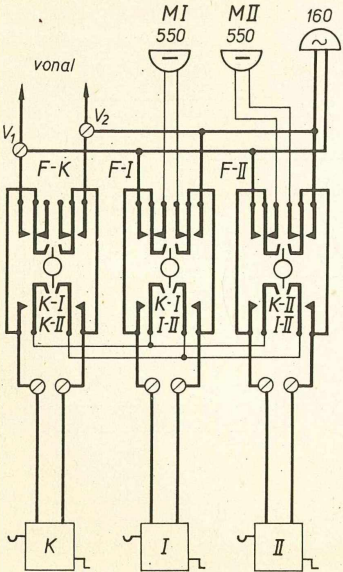 MI MII 160
550 550
vonal
V₁ V₂
F-K F-I F-II
K-I K-I K-II
K-II I-II I-II
K I II